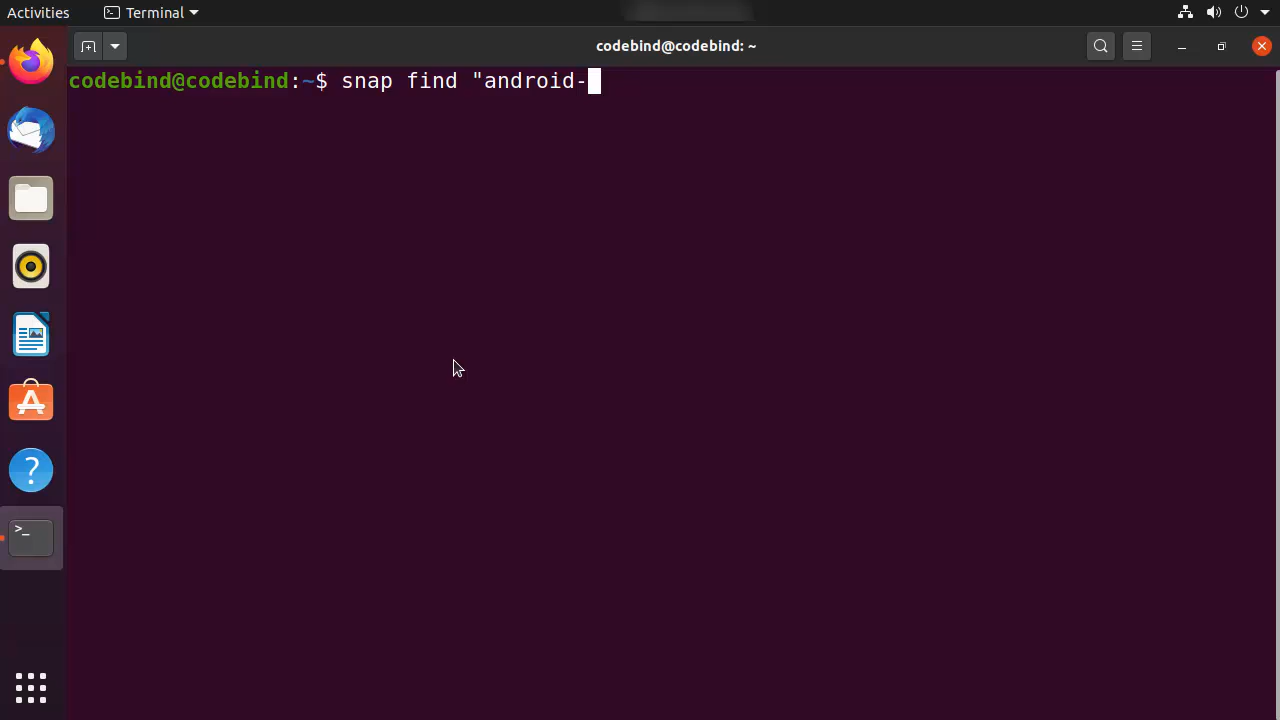 Activities
Terminal
codebind@codebind: ~
codebind@codebind:~$ snap find "android-